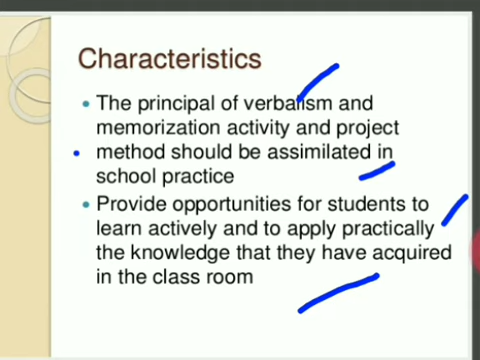 Characteristics
The principal of verbalism and
memorization activity and project
method should be assimilated in
school practice
Provide opportunities for students to
learn actively and to apply practically
the knowledge that they have acquired
in the class room